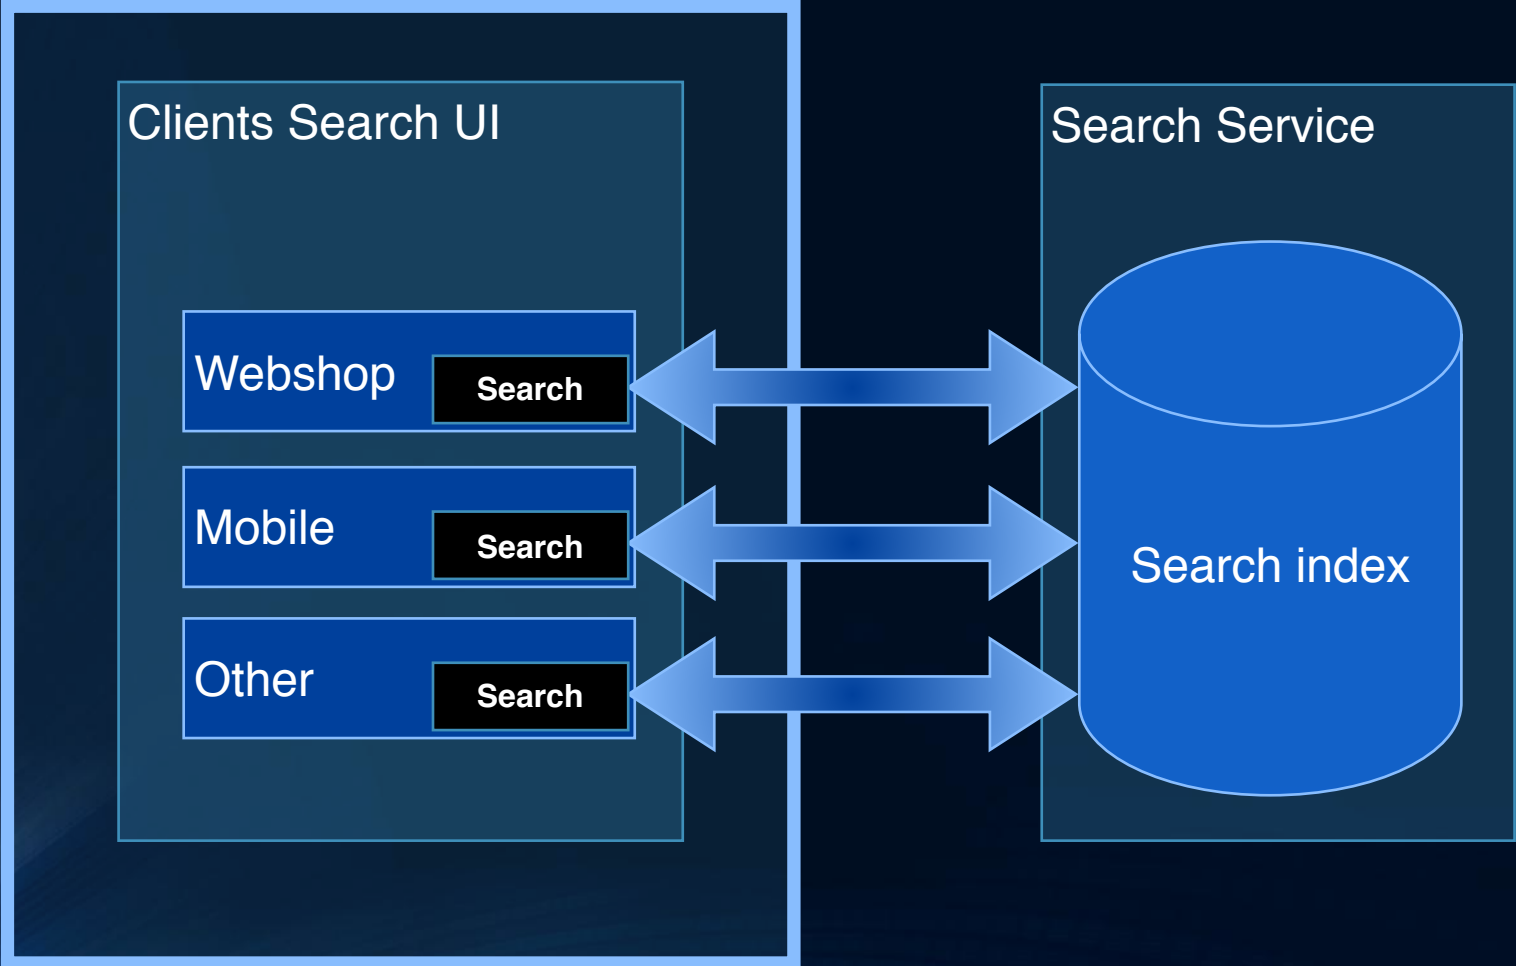 Clients Search UI
Webshop
Search
Mobile
Search
Other
Search
Search Service
Search index